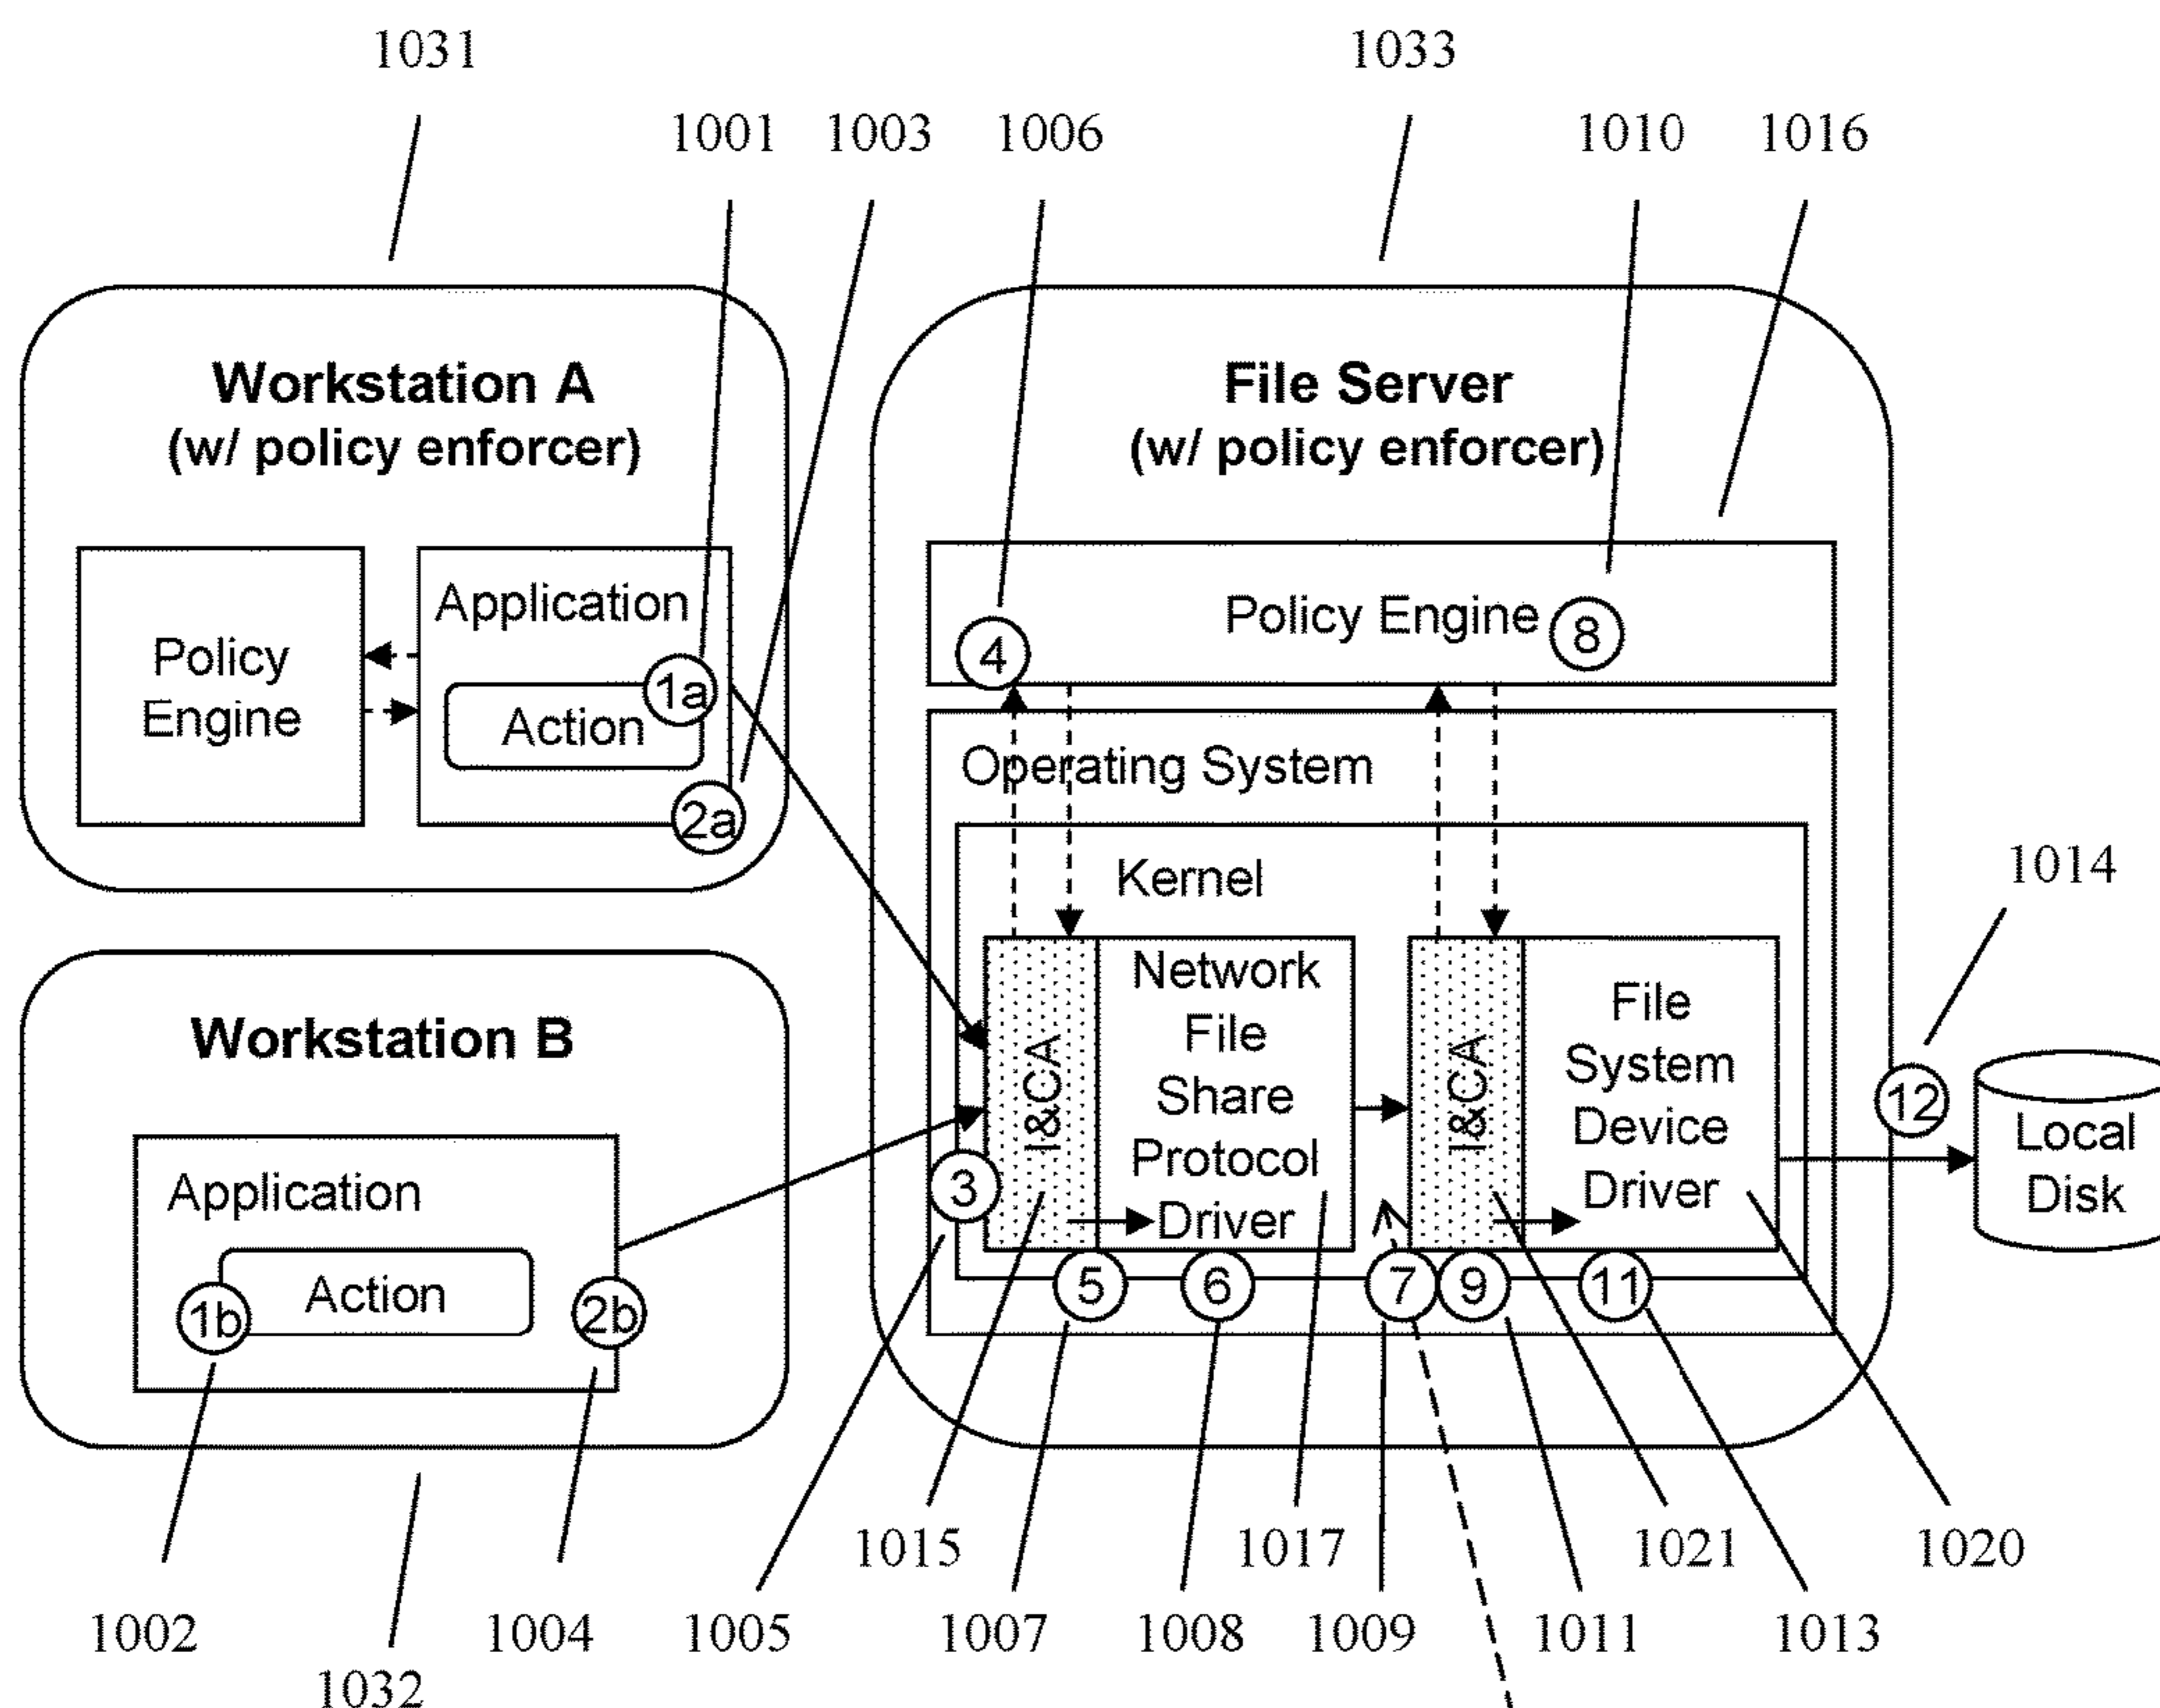 1031
1033
1001
1003
1006
1010
1016
Workstation A
(w/ policy enforcer)
Policy
Engine
Application
Action
1a
2a
File Server
(w/ policy enforcer)
Policy Engine
4
8
Operating System
Kernel
I&CA
Network
File
Share
Protocol
Driver
I&CA
File
System
Device
Driver
3
5
6
7
9
11
12
1014
Local
Disk
Workstation B
Application
Action
1b
2b
1015
1017
1021
1020
1002
1004
1005
1007
1008
1009
1011
1013
1032